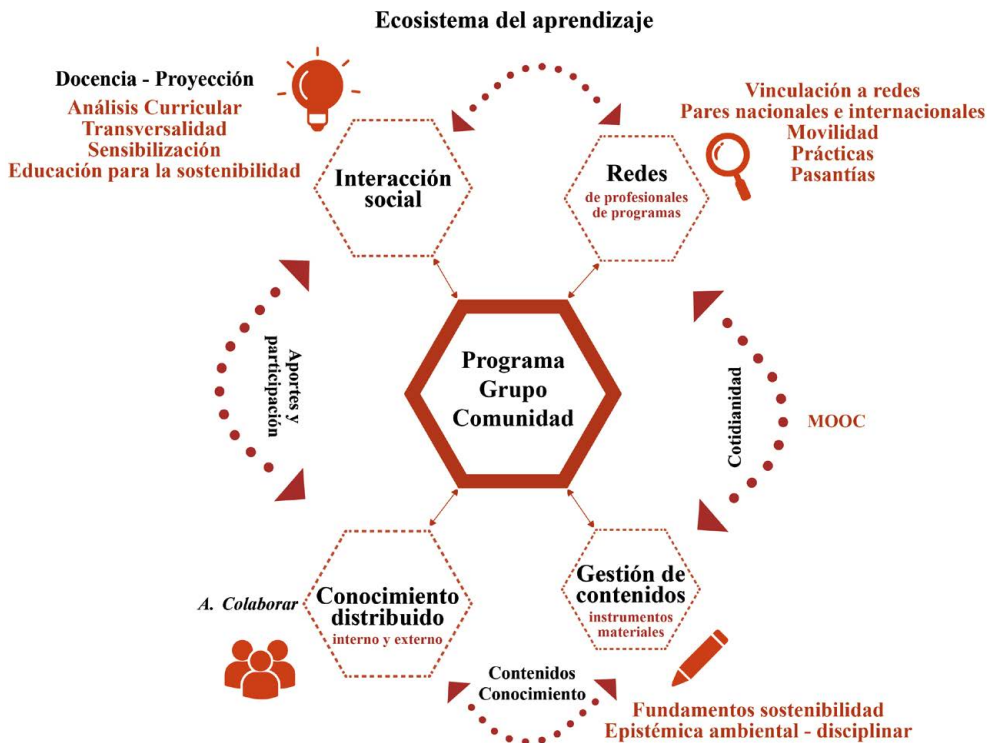 Ecosistema del aprendizaje
Docencia - Proyección
Análisis Curricular
Transversalidad
Sensibilización
Educación para la sostenibilidad
Interacción
social
Redes
de profesionales
de programas
Vinculación a redes
Pares nacionales e internacionales
Movilidad
Prácticas
Pasantías
Aportes y
participación
Programa
Grupo
Comunidad
Cotidianidad
MOOC
A. Colaborar
Conocimiento
distribuido
interno y externo
Gestión de
contenidos
instrumentos
materiales
Contenidos
Conocimiento
Fundamentos sostenibilidad
Epistémica ambiental - disciplinar